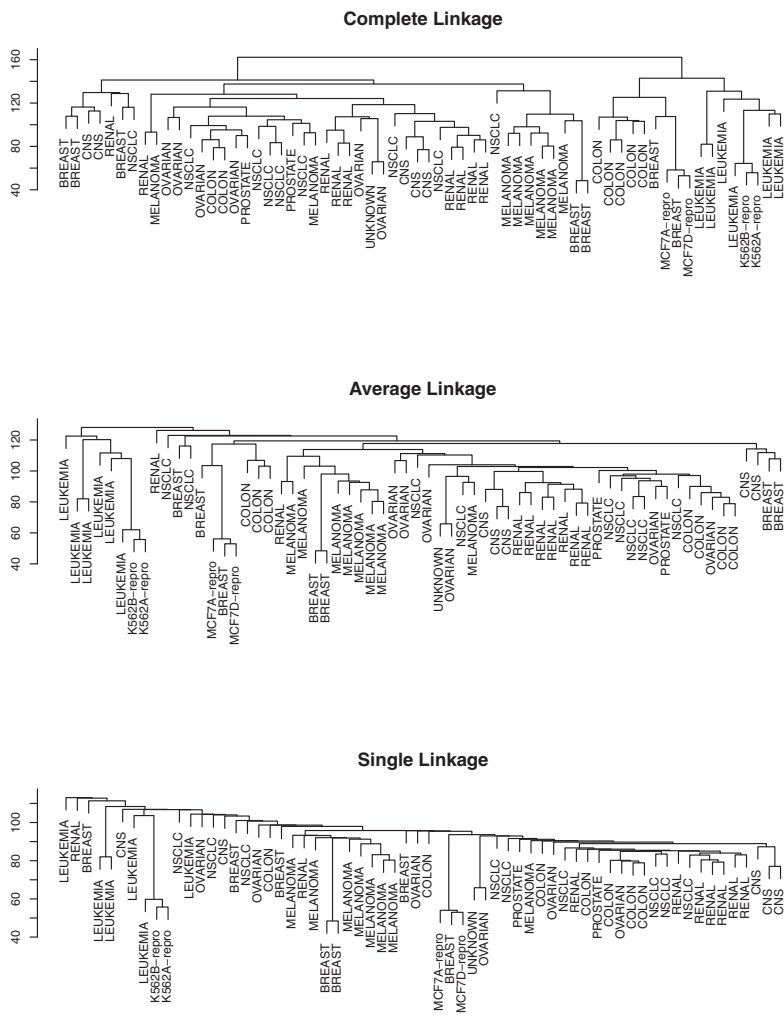 Complete Linkage
160
120
80
40
BREAST
BREAST
CNS
CNS
RENAL
BREAST
NSCLC
RENAL
MELANOMA
OVARIAN
OVARIAN
NSCLC
OVARIAN
COLON
COLON
OVARIAN
PROSTATE
NSCLC
NSCLC
PROSTATE
NSCLC
MELANOMA
RENAL
RENAL
RENAL
OVARIAN
UNKNOWN
OVARIAN
NSCLC
CNS
CNS
CNS
NSCLC
RENAL
RENAL
RENAL
RENAL
NSCLC
MELANOMA
MELANOMA
MELANOMA
MELANOMA
MELANOMA
MELANOMA
BREAST
BREAST
COLON
COLON
COLON
COLON
COLON
BREAST
MCF7A-repro
BREAST
MCF7D-repro
LEUKEMIA
LEUKEMIA
LEUKEMIA
LEUKEMIA
K562B-repro
K562A-repro
LEUKEMIA
LEUKEMIA
Average Linkage
120
100
80
60
40
LEUKEMIA
LEUKEMIA
LEUKEMIA
LEUKEMIA
LEUKEMIA
LEUKEMIA
K562B-repro
K562A-repro
RENAL
NSCLC
BREAST
NSCLC
BREAST
MCF7A-repro
BREAST
MCF7D-repro
COLON
COLON
COLON
RENAL
MELANOMA
MELANOMA
BREAST
BREAST
MELANOMA
MELANOMA
MELANOMA
MELANOMA
MELANOMA
OVARIAN
OVARIAN
NSCLC
OVARIAN
UNKNOWN
OVARIAN
NSCLC
MELANOMA
CNS
CNS
CNS
RENAL
RENAL
RENAL
RENAL
RENAL
RENAL
RENAL
PROSTATE
NSCLC
NSCLC
NSCLC
NSCLC
OVARIAN
PROSTATE
NSCLC
COLON
COLON
OVARIAN
COLON
COLON
CNS
CNS
BREAST
BREAST
Single Linkage
100
80
60
40
LEUKEMIA
RENAL
BREAST
LEUKEMIA
LEUKEMIA
CNS
LEUKEMIA
LEUKEMIA
K562B-repro
K562A-repro
NSCLC
LEUKEMIA
OVARIAN
NSCLC
CNS
BREAST
NSCLC
OVARIAN
COLON
BREAST
MELANOMA
RENAL
MELANOMA
BREAST
BREAST
MELANOMA
MELANOMA
MELANOMA
MELANOMA
MELANOMA
BREAST
OVARIAN
COLON
MCF7A-repro
BREAST
MCF7D-repro
UNKNOWN
OVARIAN
NSCLC
NSCLC
PROSTATE
MELANOMA
COLON
OVARIAN
NSCLC
RENAL
COLON
PROSTATE
COLON
OVARIAN
COLON
COLON
NSCLC
NSCLC
RENAL
NSCLC
RENAL
RENAL
RENAL
RENAL
RENAL
CNS
CNS
CNS